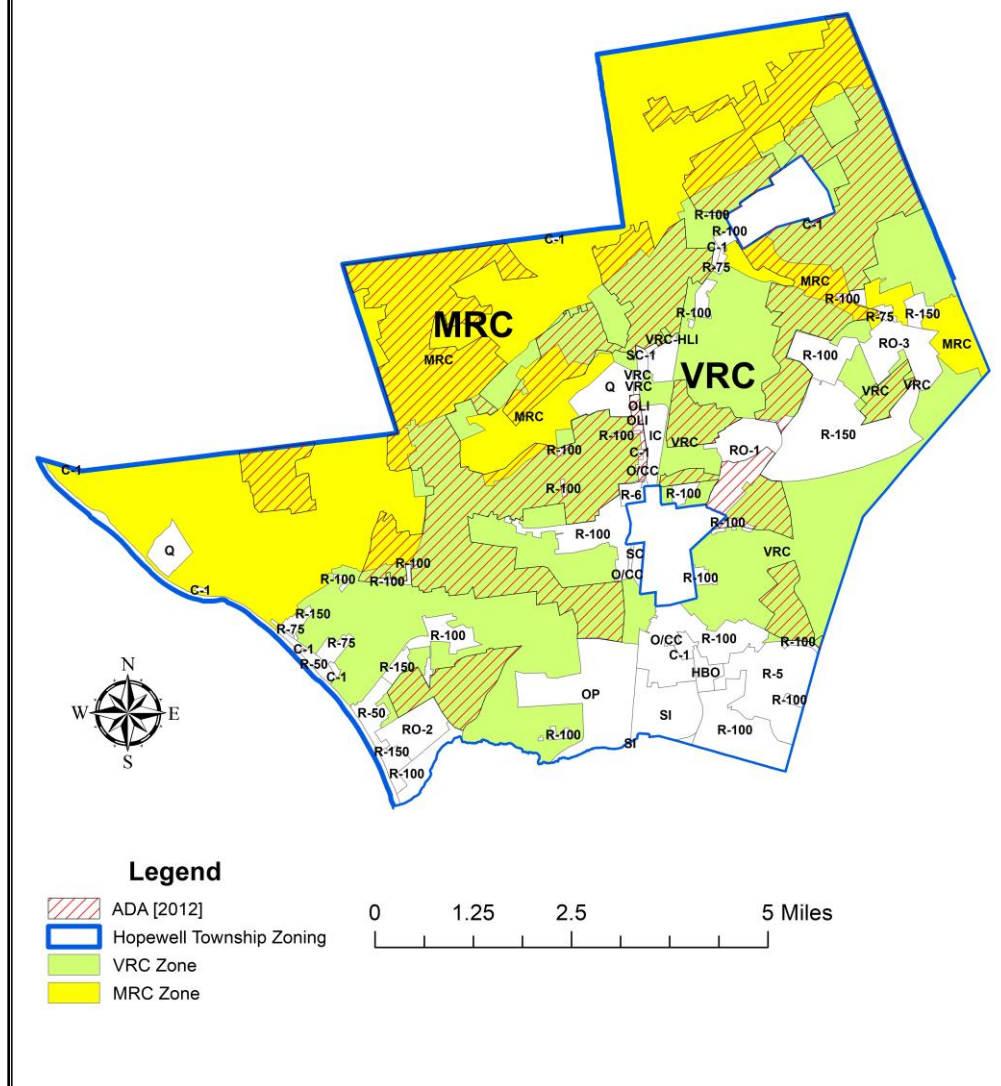 C-1
R-100
R-100
C-1
C-1
R-75
MRC
R-100
R-100
R-75
R-150
MRC
MRC
VRC-HLI
RO-3
MRC
SC-1
R-100
VRC
VRC
Q
VRC
VRC
VRC
OLI
MRC
OLI
R-100
IC
VRC
R-150
R-100
C-1
RO-1
C-1
O/CC
R-100
R-6
R-100
R-100
R-100
Q
SC
VRC
R-100
O/CC
R-100
R-100
R-100
C-1
R-150
R-75
R-75
R-100
O/CC
R-100
R-100
C-1
C-1
R-50
R-150
HBO
R-5
C-1
OP
R-100
R-50
SI
RO-2
R-100
R-100
SI
R-150
R-100
N
W
E
S
Legend
ADA [2012]
Hopewell Township Zoning
VRC Zone
MRC Zone
0 1.25 2.5 5 Miles